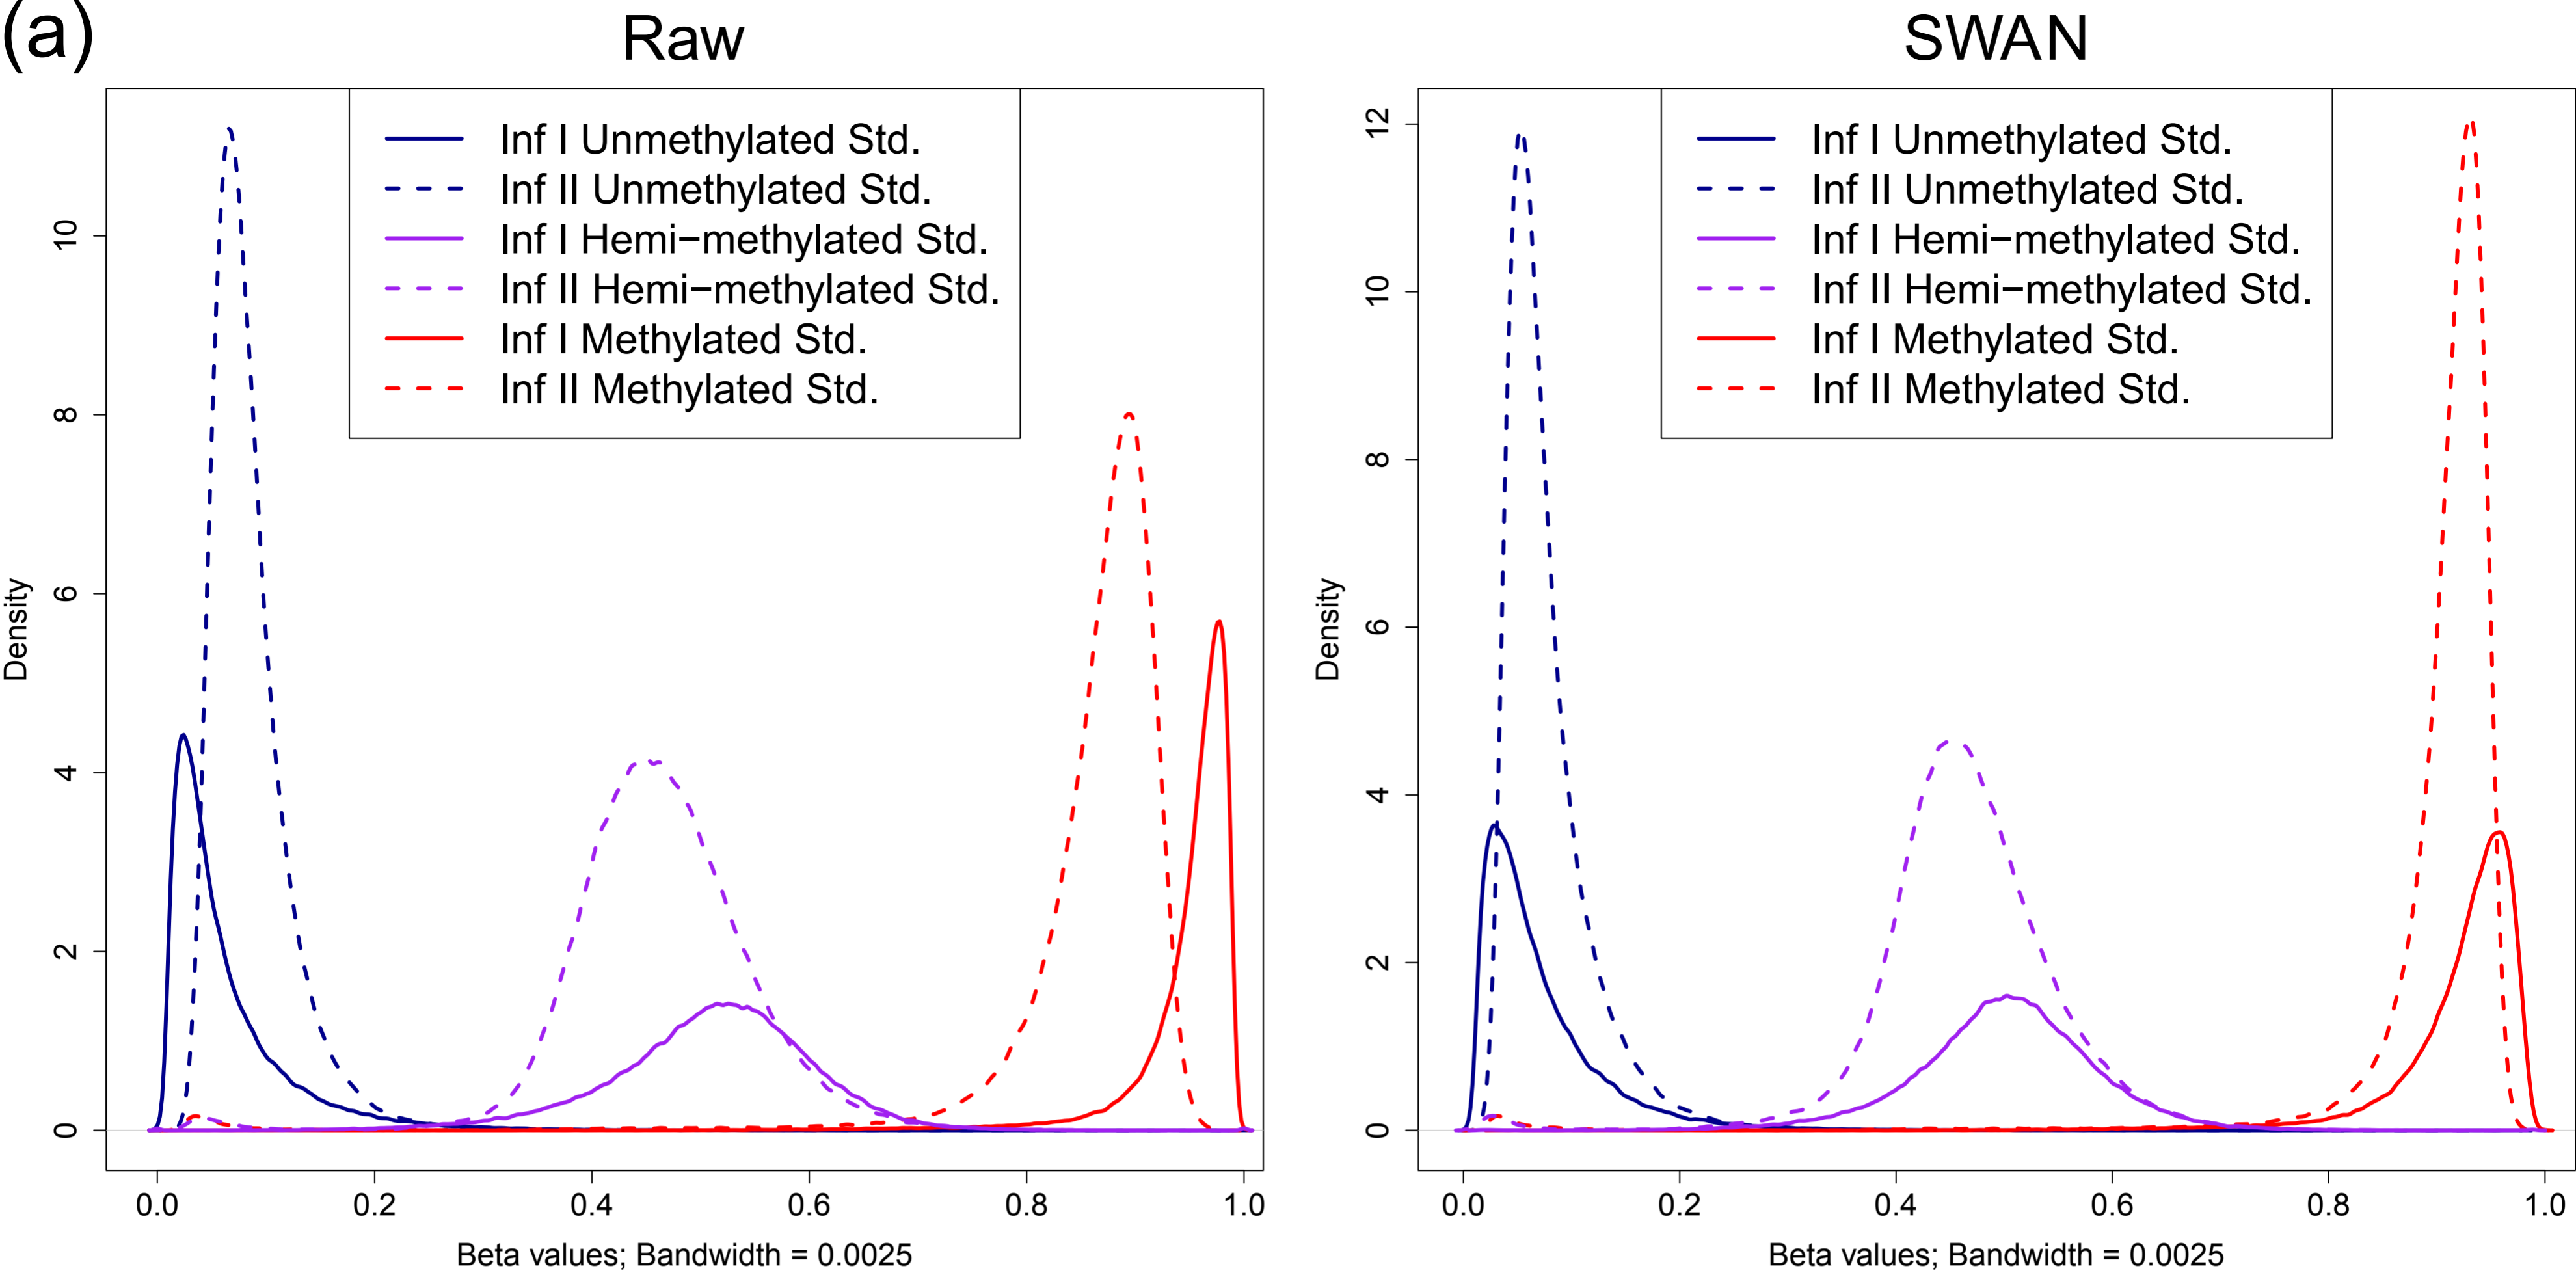 (a)
Raw
Inf I Unmethylated Std.
Inf II Unmethylated Std.
Inf I Hemi−methylated Std.
Inf II Hemi−methylated Std.
Inf I Methylated Std.
Inf II Methylated Std.
Density
0 2 4 6 8 10
0.0 0.2 0.4 0.6 0.8 1.0
Beta values; Bandwidth = 0.0025
SWAN
Inf I Unmethylated Std.
Inf II Unmethylated Std.
Inf I Hemi−methylated Std.
Inf II Hemi−methylated Std.
Inf I Methylated Std.
Inf II Methylated Std.
Density
0 2 4 6 8 10 12
0.0 0.2 0.4 0.6 0.8 1.0
Beta values; Bandwidth = 0.0025